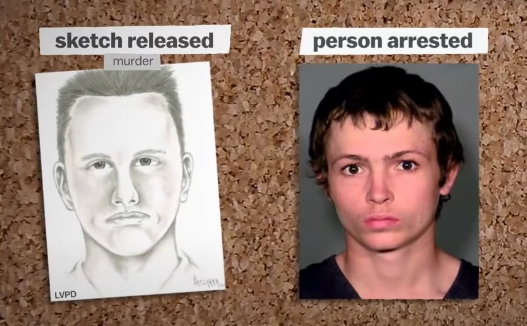 sketch released
murder
person arrested
LVPD